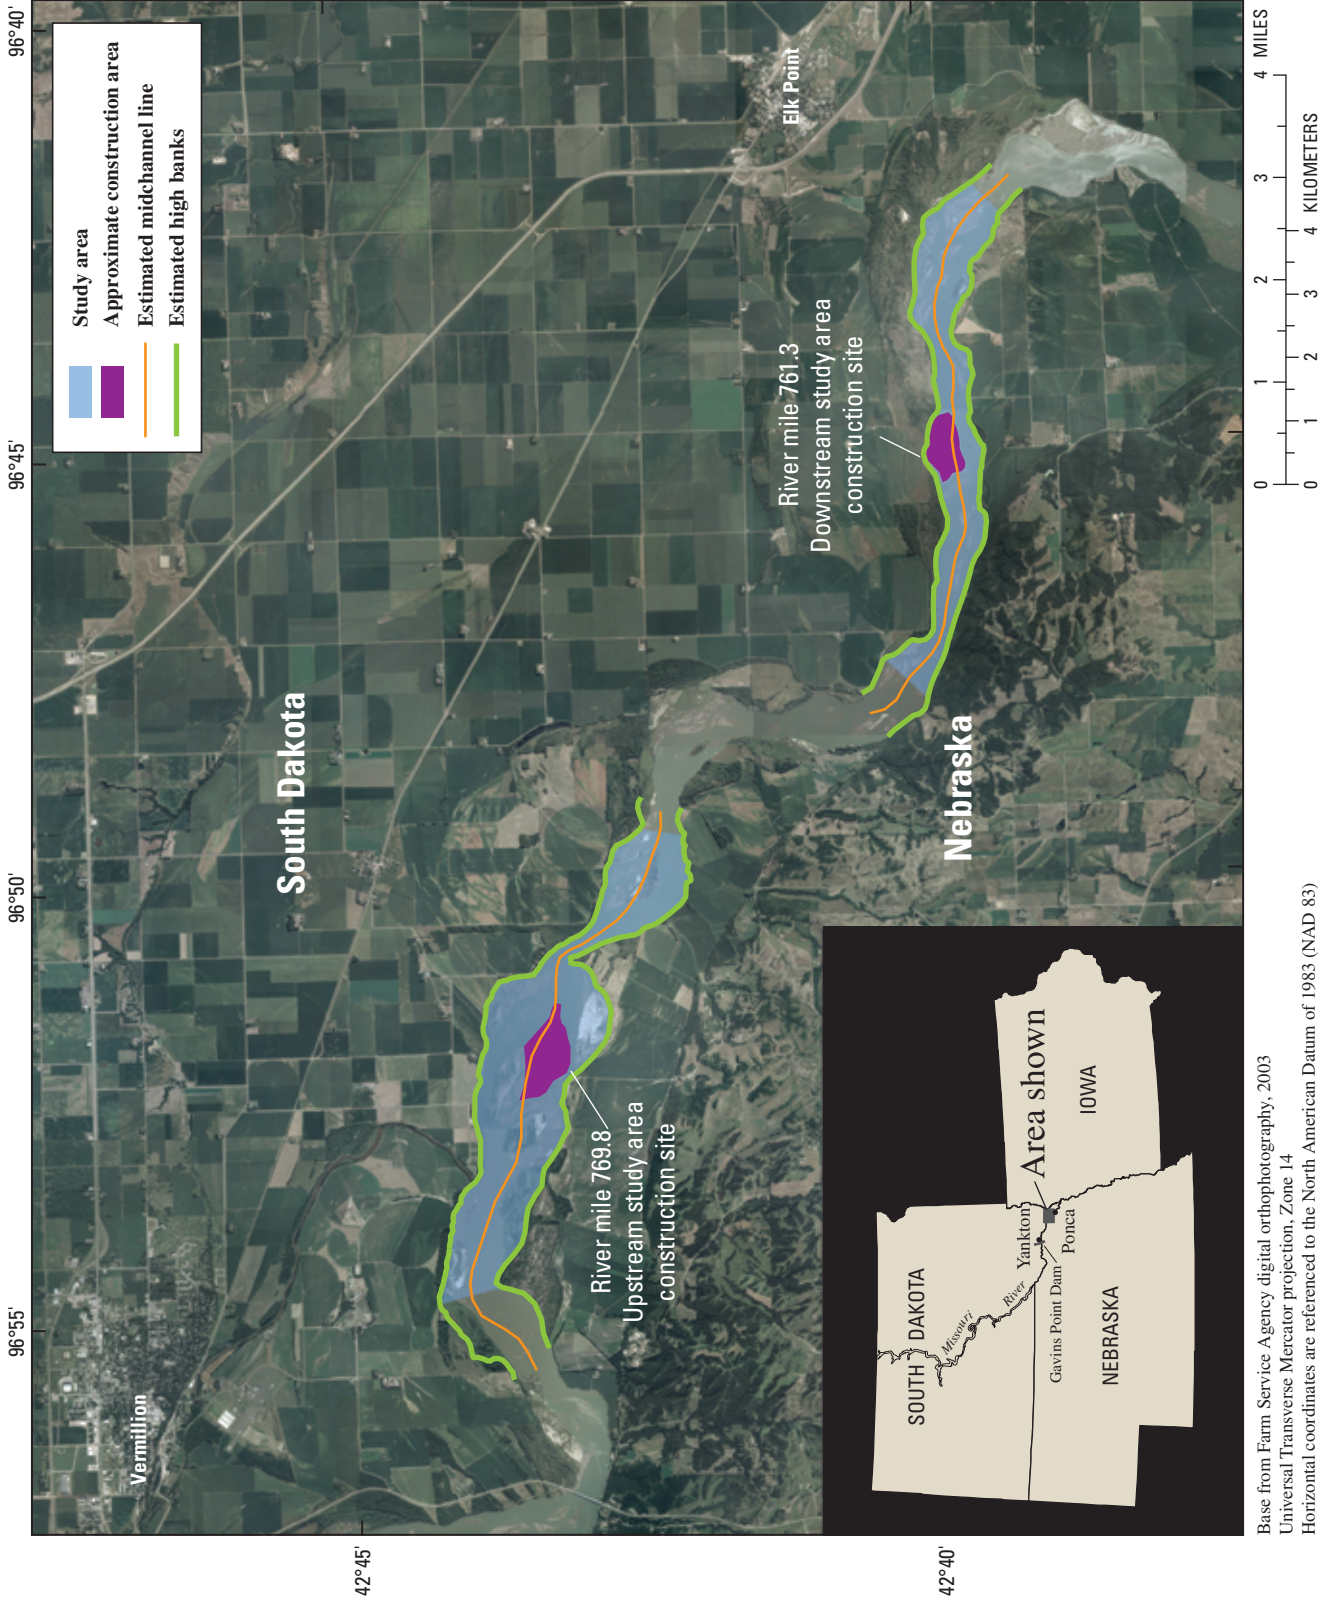 96°55'
96°50'
96°45'
96°40'
42°45'
42°40'
Study area
Approximate construction area
Estimated midchannel line
Estimated high banks
Vermillion
South Dakota
Elk Point
River mile 769.8
Upstream study area
construction site
River mile 761.3
Downstream study area
construction site
Nebraska
SOUTH DAKOTA
Missouri
River
Yankton
Area shown
Gavins Point Dam
Ponca
IOWA
NEBRASKA
0 1 2 3 4 MILES
0 1 2 3 4 KILOMETERS
Base from Farm Service Agency digital orthophotography, 2003
Universal Transverse Mercator projection, Zone 14
Horizontal coordinates are referenced to the North American Datum of 1983 (NAD 83)